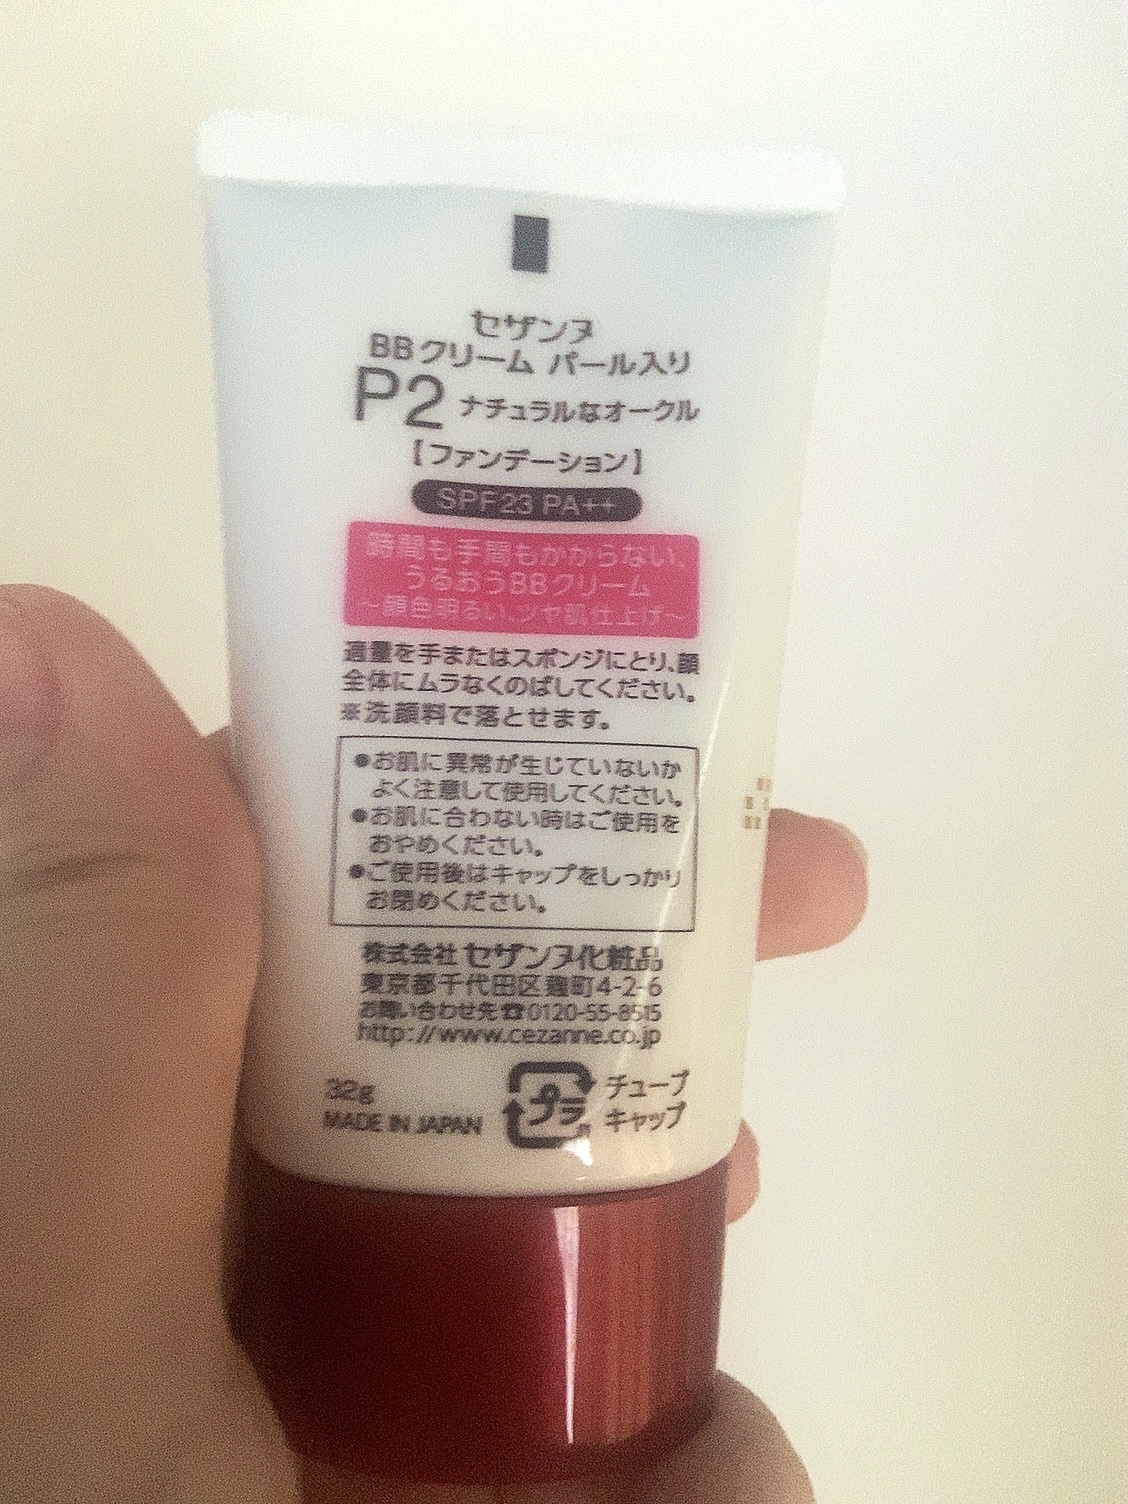 セザンヌ
BBクリーム パール入り
P2 ナチュラルなオークル
【ファンデーション】
SPF23 PA++
時間も手間もかからない、
うるおうBBクリーム
〜顔色明るい、ツヤ肌仕上げ〜
適量を手またはスポンジにとり、顔
全体にムラなくのばしてください。
※洗顔料で落とせます。
●お肌に異常が生じていないか
よく注意して使用してください。
●お肌に合わない時はご使用を
おやめください。
●ご使用後はキャップをしっかり
お閉めください。
株式会社 セザンヌ化粧品
東京都千代田区麹町4-2-6
お問い合わせ先☎0120-55-8515
http://www.cezanne.co.jp
32g
MADE IN JAPAN
プラ
チューブ
キャップ